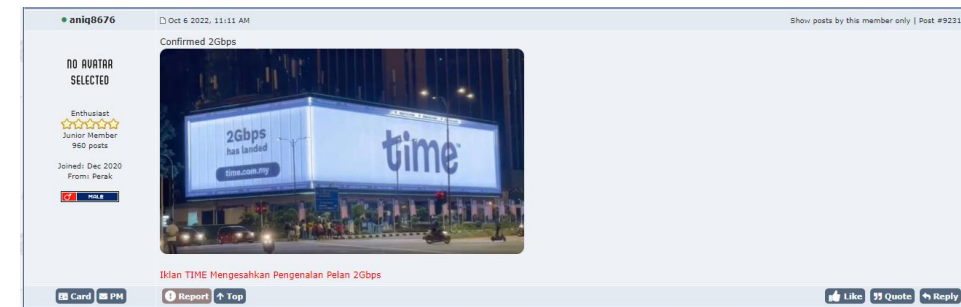 aniq8676
Oct 6 2022, 11:11 AM
Show posts by this member only | Post #9231
NO AVATAR
SELECTED
Enthusiast
Junior Member
960 posts
Joined: Dec 2020
From: Perak
MALE
Confirmed 2Gbps
2Gbps
has landed
time.com.my
time
Iklan TIME Mengesahkan Pengenalan Pelan 2Gbps
Card
PM
Report
Top
Like
Quote
Reply